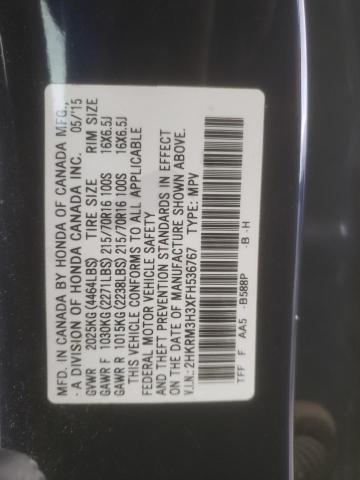 MFD. IN CANADA BY HONDA OF CANADA MFG.,
A DIVISION OF HONDA CANADA INC. 05/'15
GVWR 2025KG (4464LBS) TIRE SIZE RIM SIZE
GAWR F 1030KG (2271LBS) 215/70R16 100S 16X6.5J
GAWR R 1015KG (2238LBS) 215/70R16 100S 16X6.5J
THIS VEHICLE CONFORMS TO ALL APPLICABLE
FEDERAL MOTOR VEHICLE SAFETY
AND THEFT PREVENTION STANDARDS IN EFFECT
ON THE DATE OF MANUFACTURE SHOWN ABOVE.
V.I.N.: 2HKRM3H3XFH536767 TYPE: MPV
TFF F AA5 -B588P -B -H